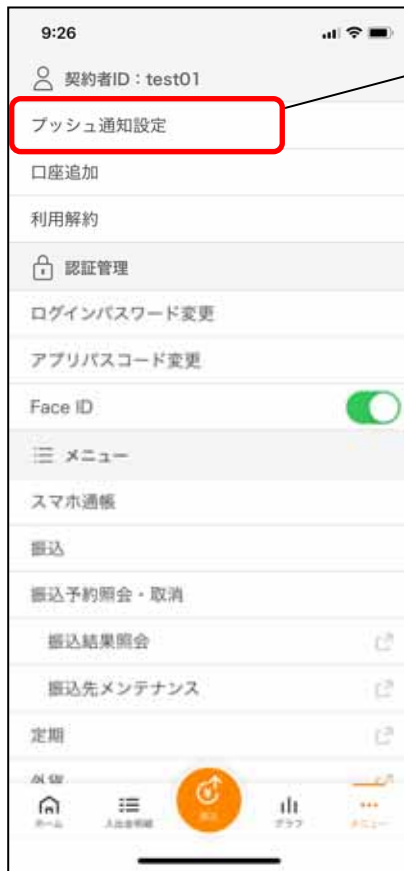 9:26
契約者ID:test01
プッシュ通知設定
口座追加
利用解約
認証管理
ログインパスワード変更
アプリパスコード変更
Face ID
メニュー
スマホ通帳
振込
振込予約照会・取消
振込結果照会
振込先メンテナンス
定期
外貨
ホーム
入出金明細
振込
グラフ
メニュー